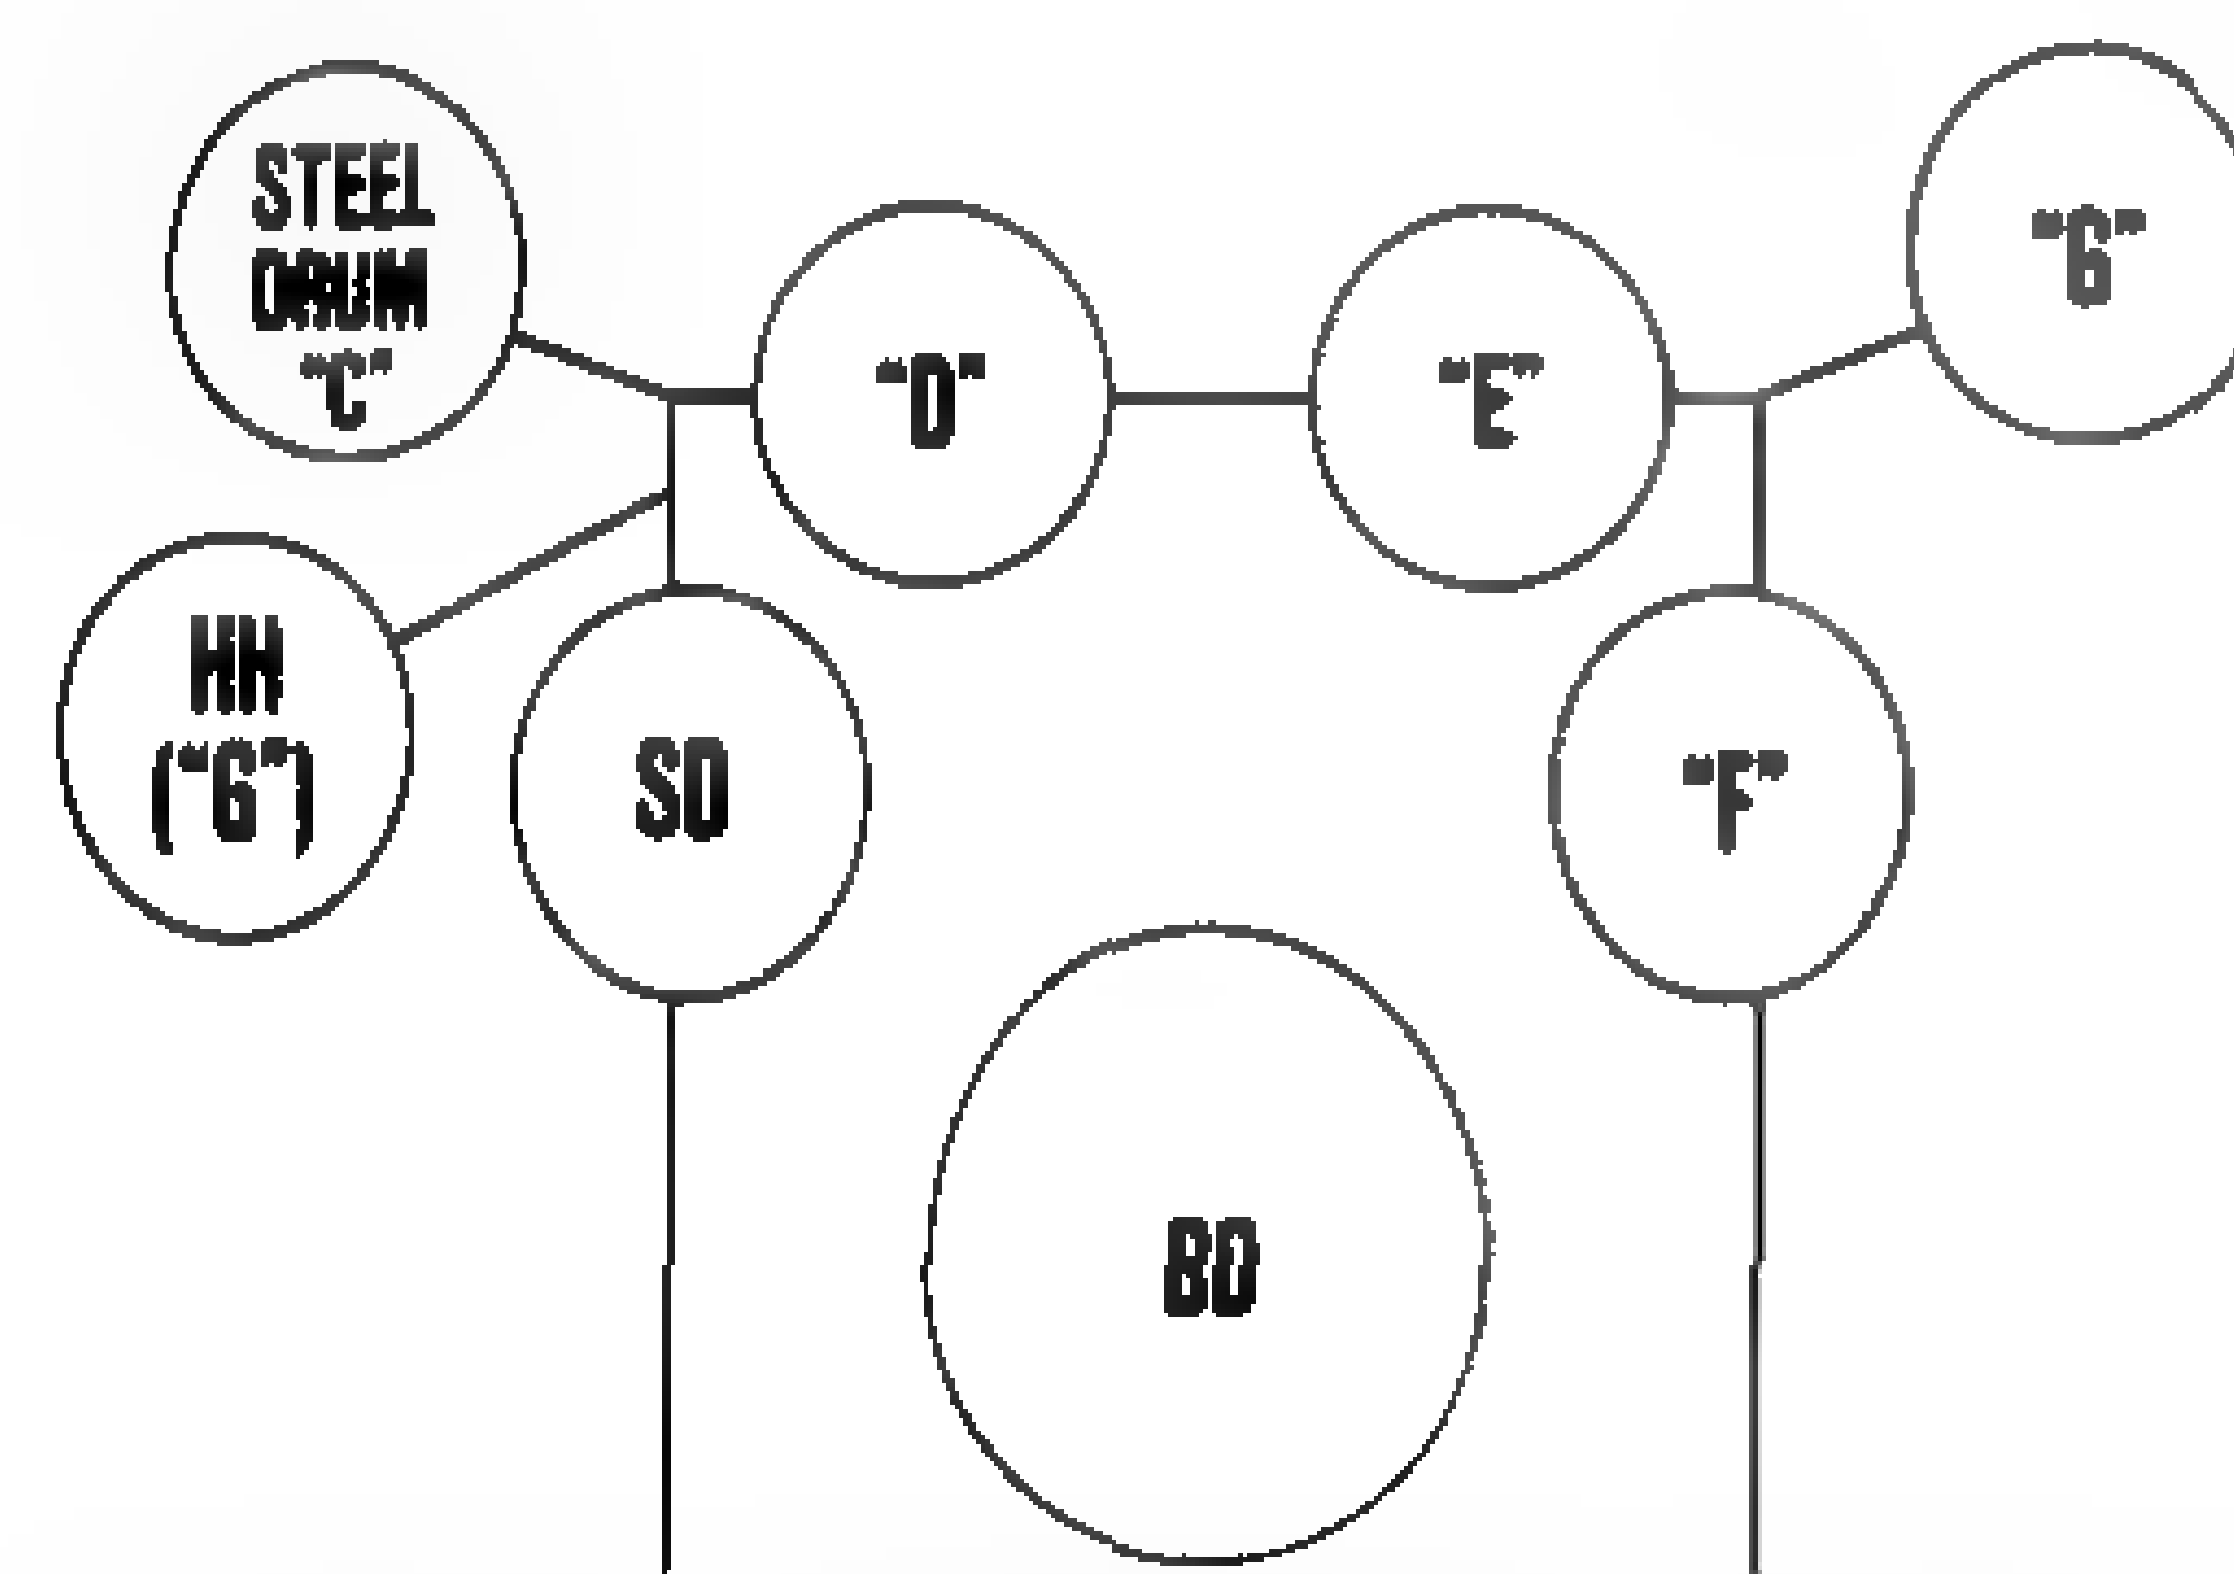 STEEL
DRUM
"C"
"D"
"E"
"G"
HH
("G")
SD
"F"
BD